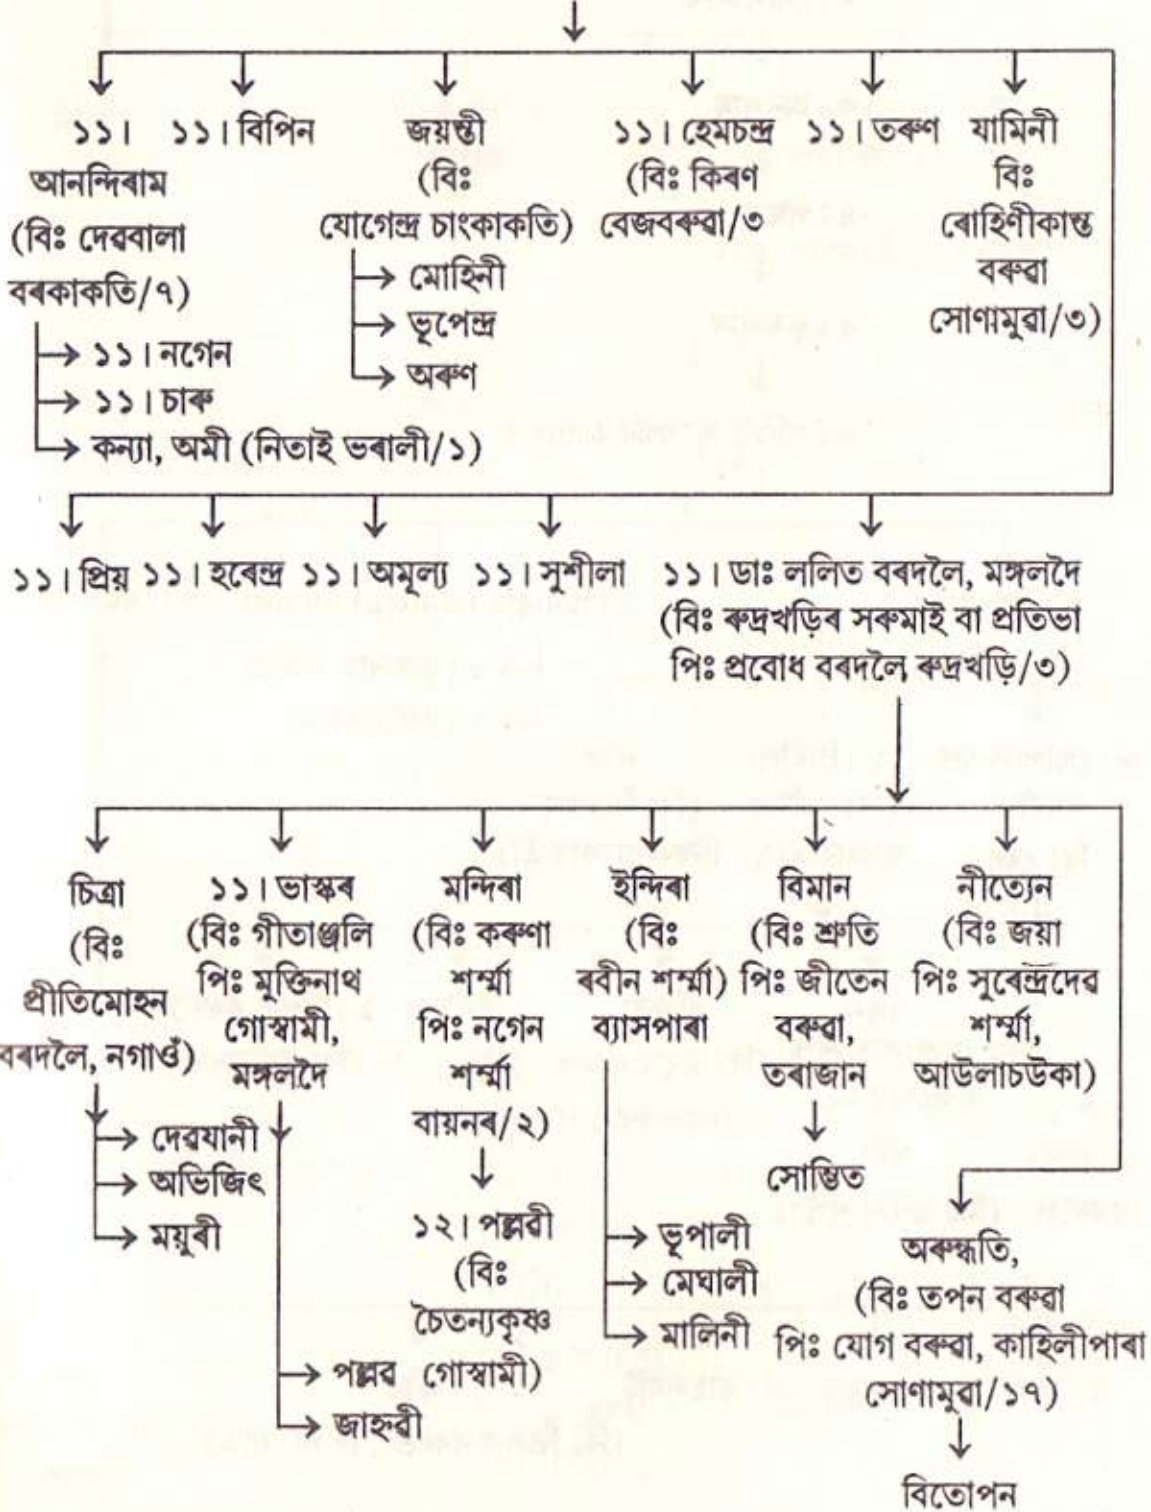 ১১। ১১।বিপিন জয়ন্তী ১১।হেমচন্দ্ৰ ১১।তৰুণ যামিনী
আনন্দিৰাম (বিঃ (বিঃ কিৰণ বিঃ
(বিঃ দেৱবালা যোগেন্দ্ৰ চাংকাকতি) বেজবৰুৱা/৩ ৰোহিণীকান্ত
বৰকাকতি/৭) → মোহিনী বৰুৱা
→ ভূপেন্দ্ৰ সোণামুৱা/৩)
→ ১১।নগেন → অৰুণ
→ ১১।চাৰু
→ কন্যা, অমী (নিতাই ভৰালী/১)
১১।প্ৰিয় ১১।হৰেন্দ্ৰ ১১।অমূল্য ১১।সুশীলা ১১।ডাঃ ললিত বৰদলৈ, মঙ্গলদৈ
(বিঃ ৰুদ্ৰখড়িৰ সৰুমাই বা প্ৰতিভা
পিঃ প্ৰবোধ বৰদলৈ ৰুদ্ৰখড়ি/৩)
চিত্ৰা ১১।ভাস্কৰ মন্দিৰা ইন্দিৰা বিমান নীত্যেন
(বিঃ (বিঃ গীতাঞ্জলি (বিঃ কৰুণা (বিঃ (বিঃ শ্ৰুতি (বিঃ জয়া
প্ৰীতিমোহন পিঃ মুক্তিনাথ শৰ্ম্মা ৰবীন শৰ্ম্মা) পিঃ জীতেন পিঃ সুৰেন্দ্ৰদেৱ
বৰদলৈ, নগাওঁ) গোস্বামী, পিঃ নগেন ব্যাসপাৰা বৰুৱা, শৰ্ম্মা,
মঙ্গলদৈ শৰ্ম্মা তৰাজান আউলাচউকা)
→ দেৱযানী বায়নৰ/২)
→ অভিজিৎ সোম্ভিত
→ ময়ুৰী ১২।পল্লৱী → ভূপালী অৰুন্ধতি,
(বিঃ → মেঘালী (বিঃ তপন বৰুৱা
চৈতন্যকৃষ্ণ → মালিনী পিঃ যোগ বৰুৱা, কাহিলীপাৰা
→ পল্লৱ গোস্বামী) সোণামুৱা/১৭)
→ জাহ্নৱী
বিতোপন